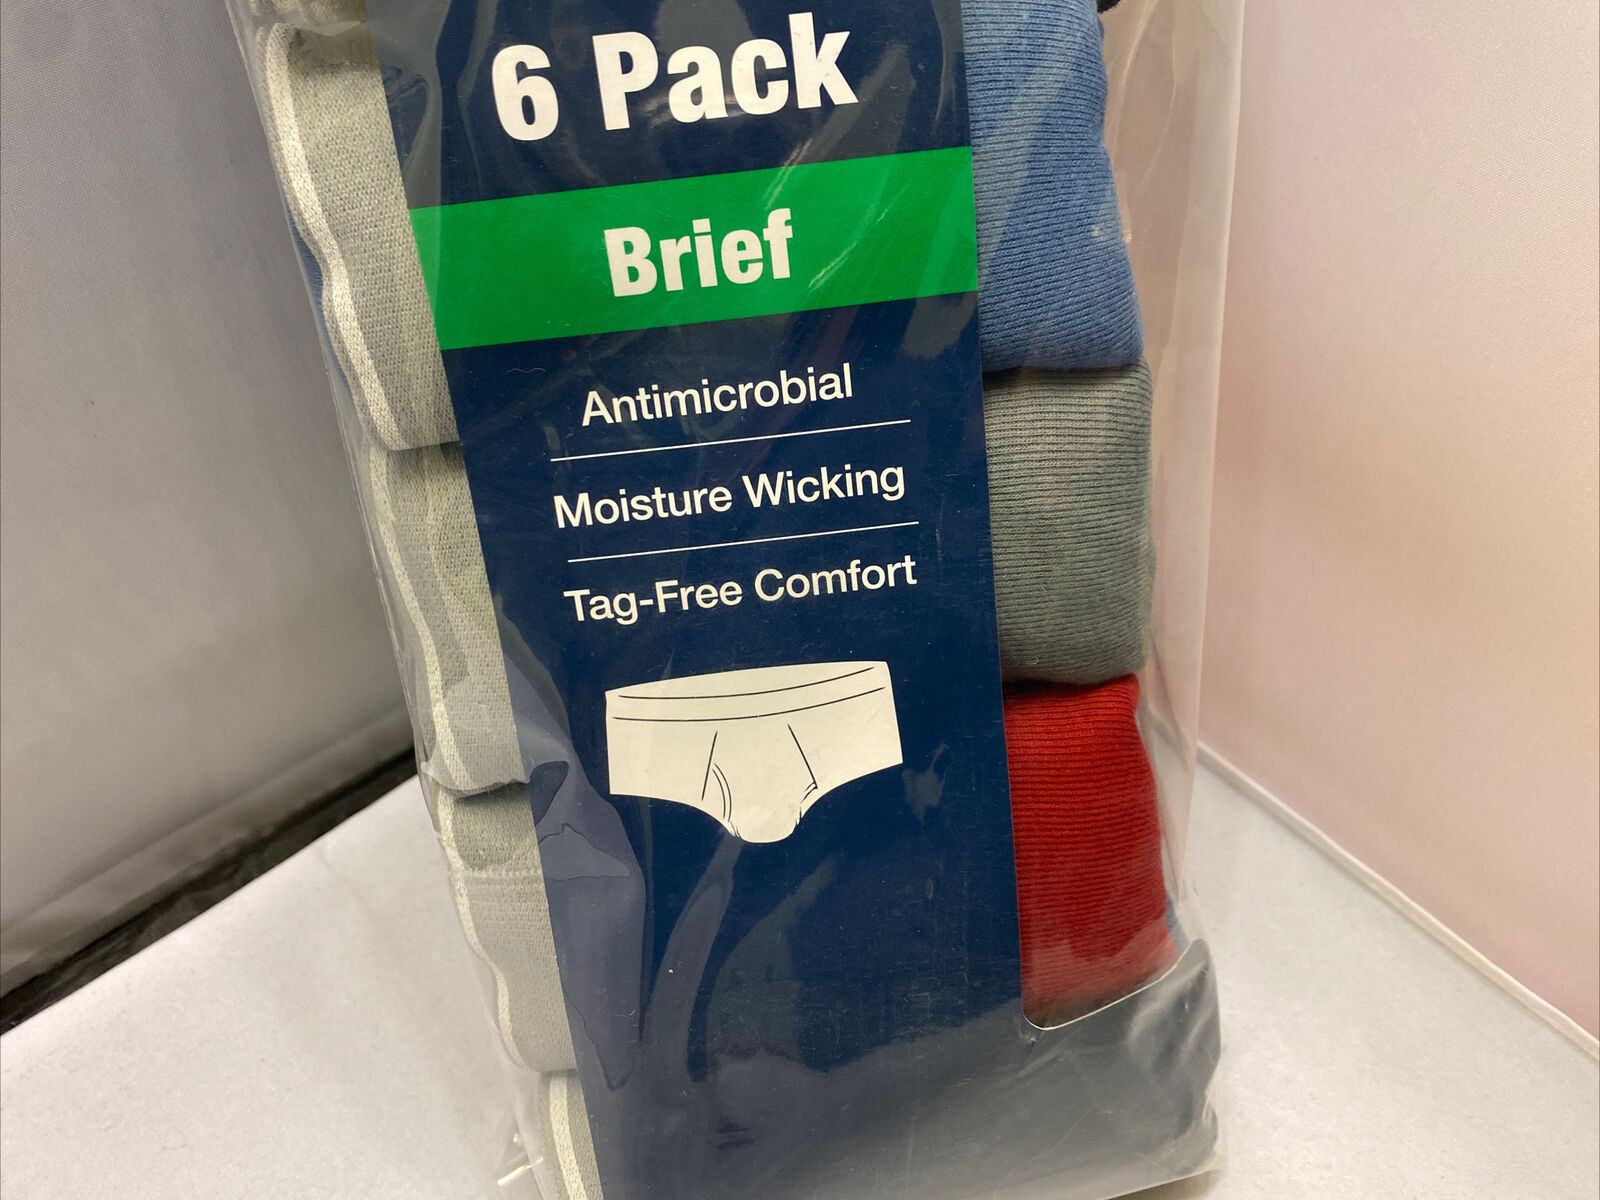 6 Pack
Brief
Antimicrobial
Moisture Wicking
Tag-Free Comfort